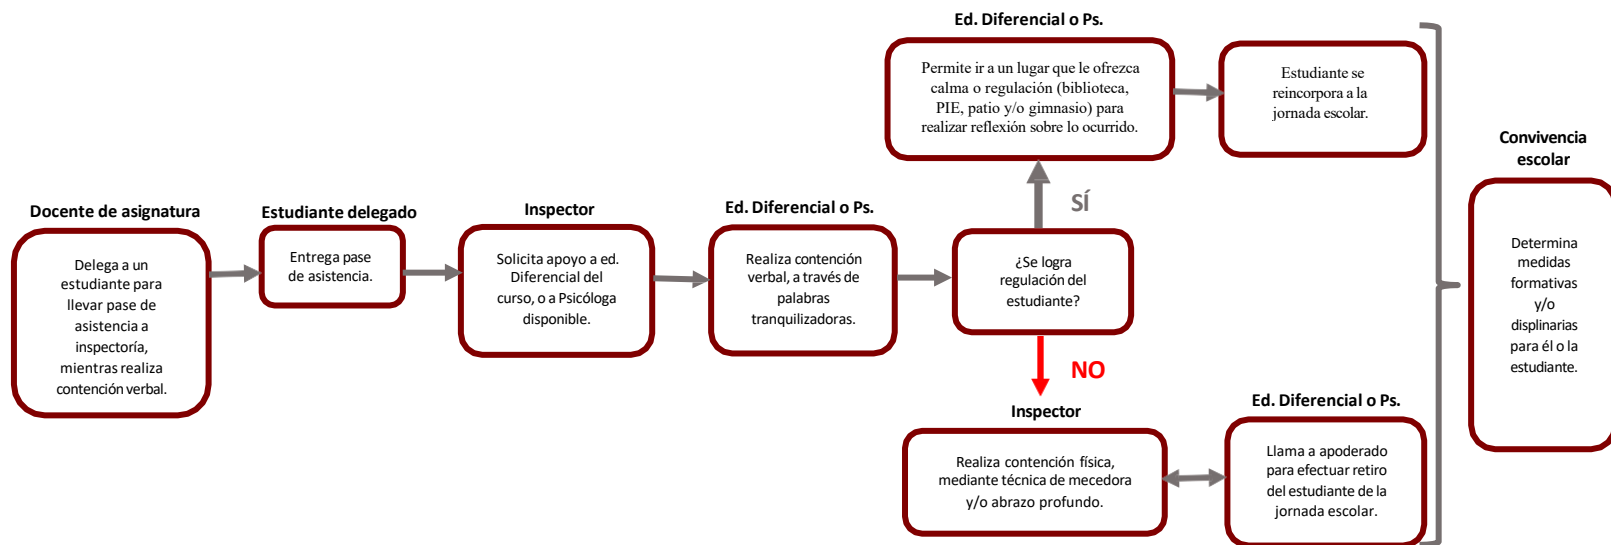 Docente de asignatura
Delega a un
estudiante para
llevar pase de
asistencia a
inspectoría,
mientras realiza
contención verbal.
Estudiante delegado
Entrega pase
de asistencia.
Inspector
Solicita apoyo a ed.
Diferencial del
curso, o a Psicóloga
disponible.
Ed. Diferencial o Ps.
Realiza contención
verbal, a través de
palabras
tranquilizadoras.
¿Se logra
regulación del
estudiante?
SÍ
Ed. Diferencial o Ps.
Permite ir a un lugar que le ofrezca
calma o regulación (biblioteca,
PIE, patio y/o gimnasio) para
realizar reflexión sobre lo ocurrido.
Estudiante se
reincorpora a la
jornada escolar.
NO
Inspector
Realiza contención física,
mediante técnica de mecedora
y/o abrazo profundo.
Ed. Diferencial o Ps.
Llama a apoderado
para efectuar retiro
del estudiante de la
jornada escolar.
Convivencia
escolar
Determina
medidas
formativas
y/o
displinarias
para él o la
estudiante.